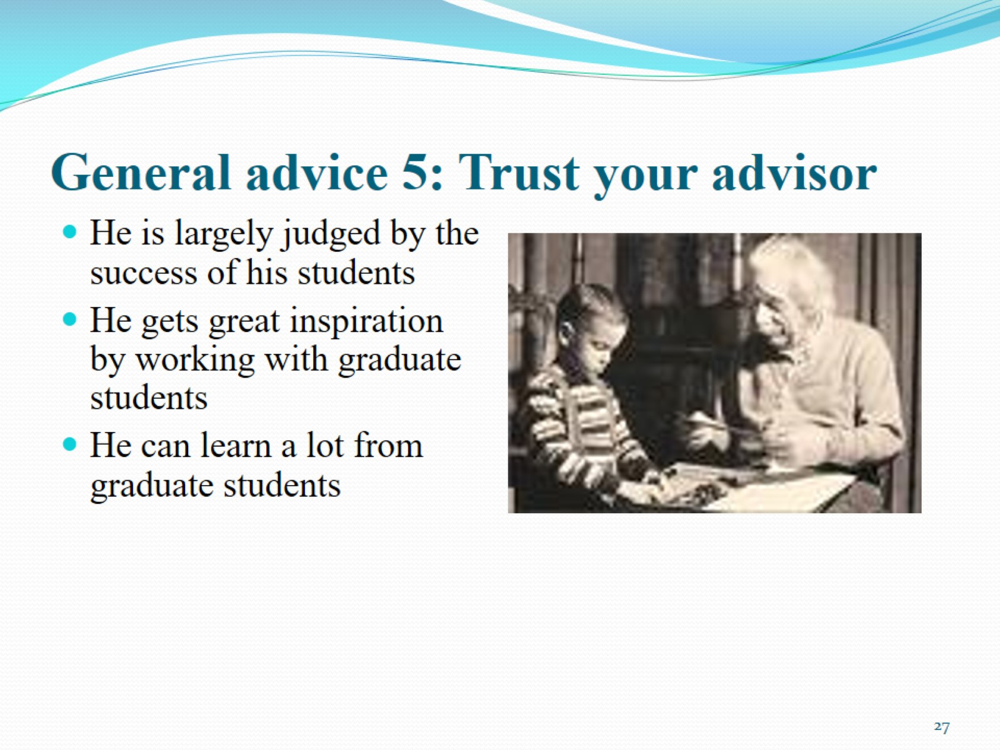 General advice 5: Trust your advisor
• He is largely judged by the
success of his students
• He gets great inspiration
by working with graduate
students
• He can learn a lot from
graduate students
27